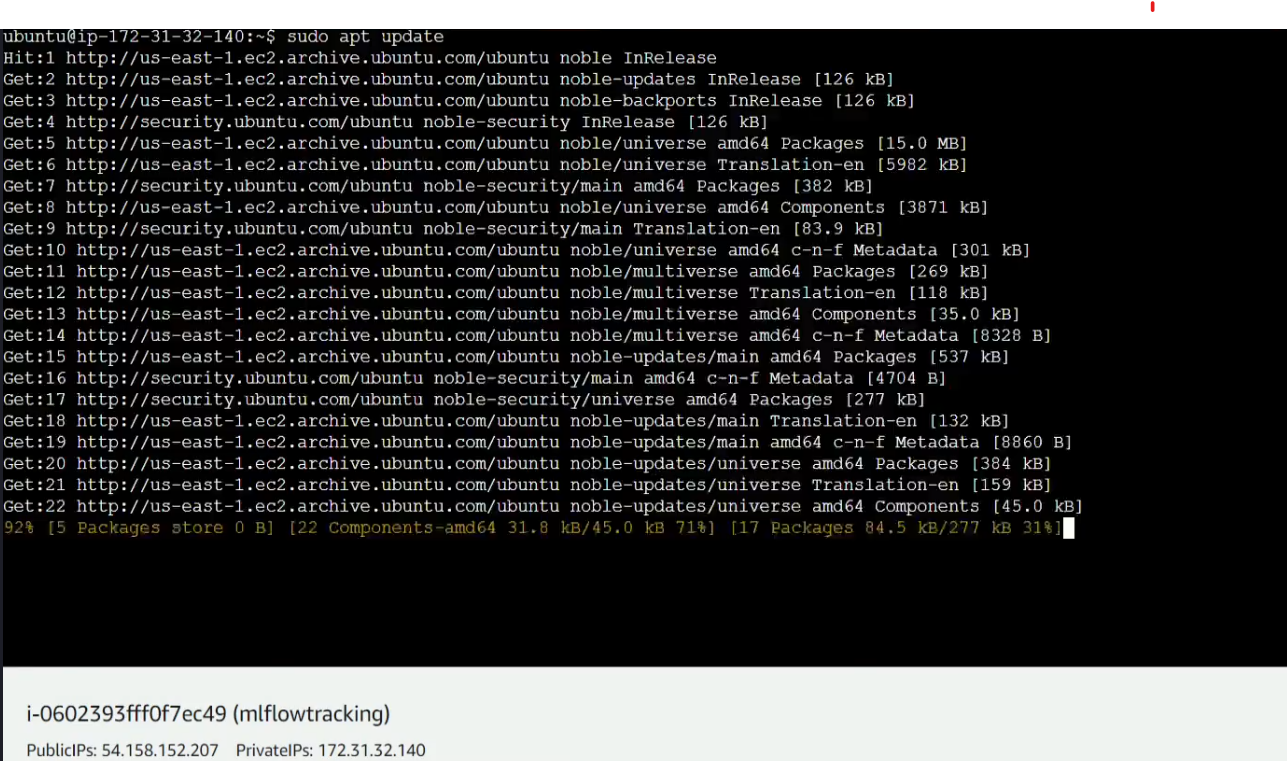 ubuntu@ip-172-31-32-140:~$ sudo apt update
Hit:1 http://us-east-1.ec2.archive.ubuntu.com/ubuntu noble InRelease
Get:2 http://us-east-1.ec2.archive.ubuntu.com/ubuntu noble-updates InRelease [126 kB]
Get:3 http://us-east-1.ec2.archive.ubuntu.com/ubuntu noble-backports InRelease [126 kB]
Get:4 http://security.ubuntu.com/ubuntu noble-security InRelease [126 kB]
Get:5 http://us-east-1.ec2.archive.ubuntu.com/ubuntu noble/universe amd64 Packages [15.0 MB]
Get:6 http://us-east-1.ec2.archive.ubuntu.com/ubuntu noble/universe Translation-en [5982 kB]
Get:7 http://security.ubuntu.com/ubuntu noble-security/main amd64 Packages [382 kB]
Get:8 http://us-east-1.ec2.archive.ubuntu.com/ubuntu noble/universe amd64 Components [3871 kB]
Get:9 http://security.ubuntu.com/ubuntu noble-security/main Translation-en [83.9 kB]
Get:10 http://us-east-1.ec2.archive.ubuntu.com/ubuntu noble/universe amd64 c-n-f Metadata [301 kB]
Get:11 http://us-east-1.ec2.archive.ubuntu.com/ubuntu noble/multiverse amd64 Packages [269 kB]
Get:12 http://us-east-1.ec2.archive.ubuntu.com/ubuntu noble/multiverse Translation-en [118 kB]
Get:13 http://us-east-1.ec2.archive.ubuntu.com/ubuntu noble/multiverse amd64 Components [35.0 kB]
Get:14 http://us-east-1.ec2.archive.ubuntu.com/ubuntu noble/multiverse amd64 c-n-f Metadata [8328 B]
Get:15 http://us-east-1.ec2.archive.ubuntu.com/ubuntu noble-updates/main amd64 Packages [537 kB]
Get:16 http://security.ubuntu.com/ubuntu noble-security/main amd64 c-n-f Metadata [4704 B]
Get:17 http://security.ubuntu.com/ubuntu noble-security/universe amd64 Packages [277 kB]
Get:18 http://us-east-1.ec2.archive.ubuntu.com/ubuntu noble-updates/main Translation-en [132 kB]
Get:19 http://us-east-1.ec2.archive.ubuntu.com/ubuntu noble-updates/main amd64 c-n-f Metadata [8860 B]
Get:20 http://us-east-1.ec2.archive.ubuntu.com/ubuntu noble-updates/universe amd64 Packages [384 kB]
Get:21 http://us-east-1.ec2.archive.ubuntu.com/ubuntu noble-updates/universe Translation-en [159 kB]
Get:22 http://us-east-1.ec2.archive.ubuntu.com/ubuntu noble-updates/universe amd64 Components [45.0 kB]
92% [5 Packages store 0 B] [22 Components-amd64 31.8 kB/45.0 kB 71%] [17 Packages 84.5 kB/277 kB 31%]
i-0602393fff0f7ec49 (mlflowtracking)
PublicIPs: 54.158.152.207 PrivateIPs: 172.31.32.140